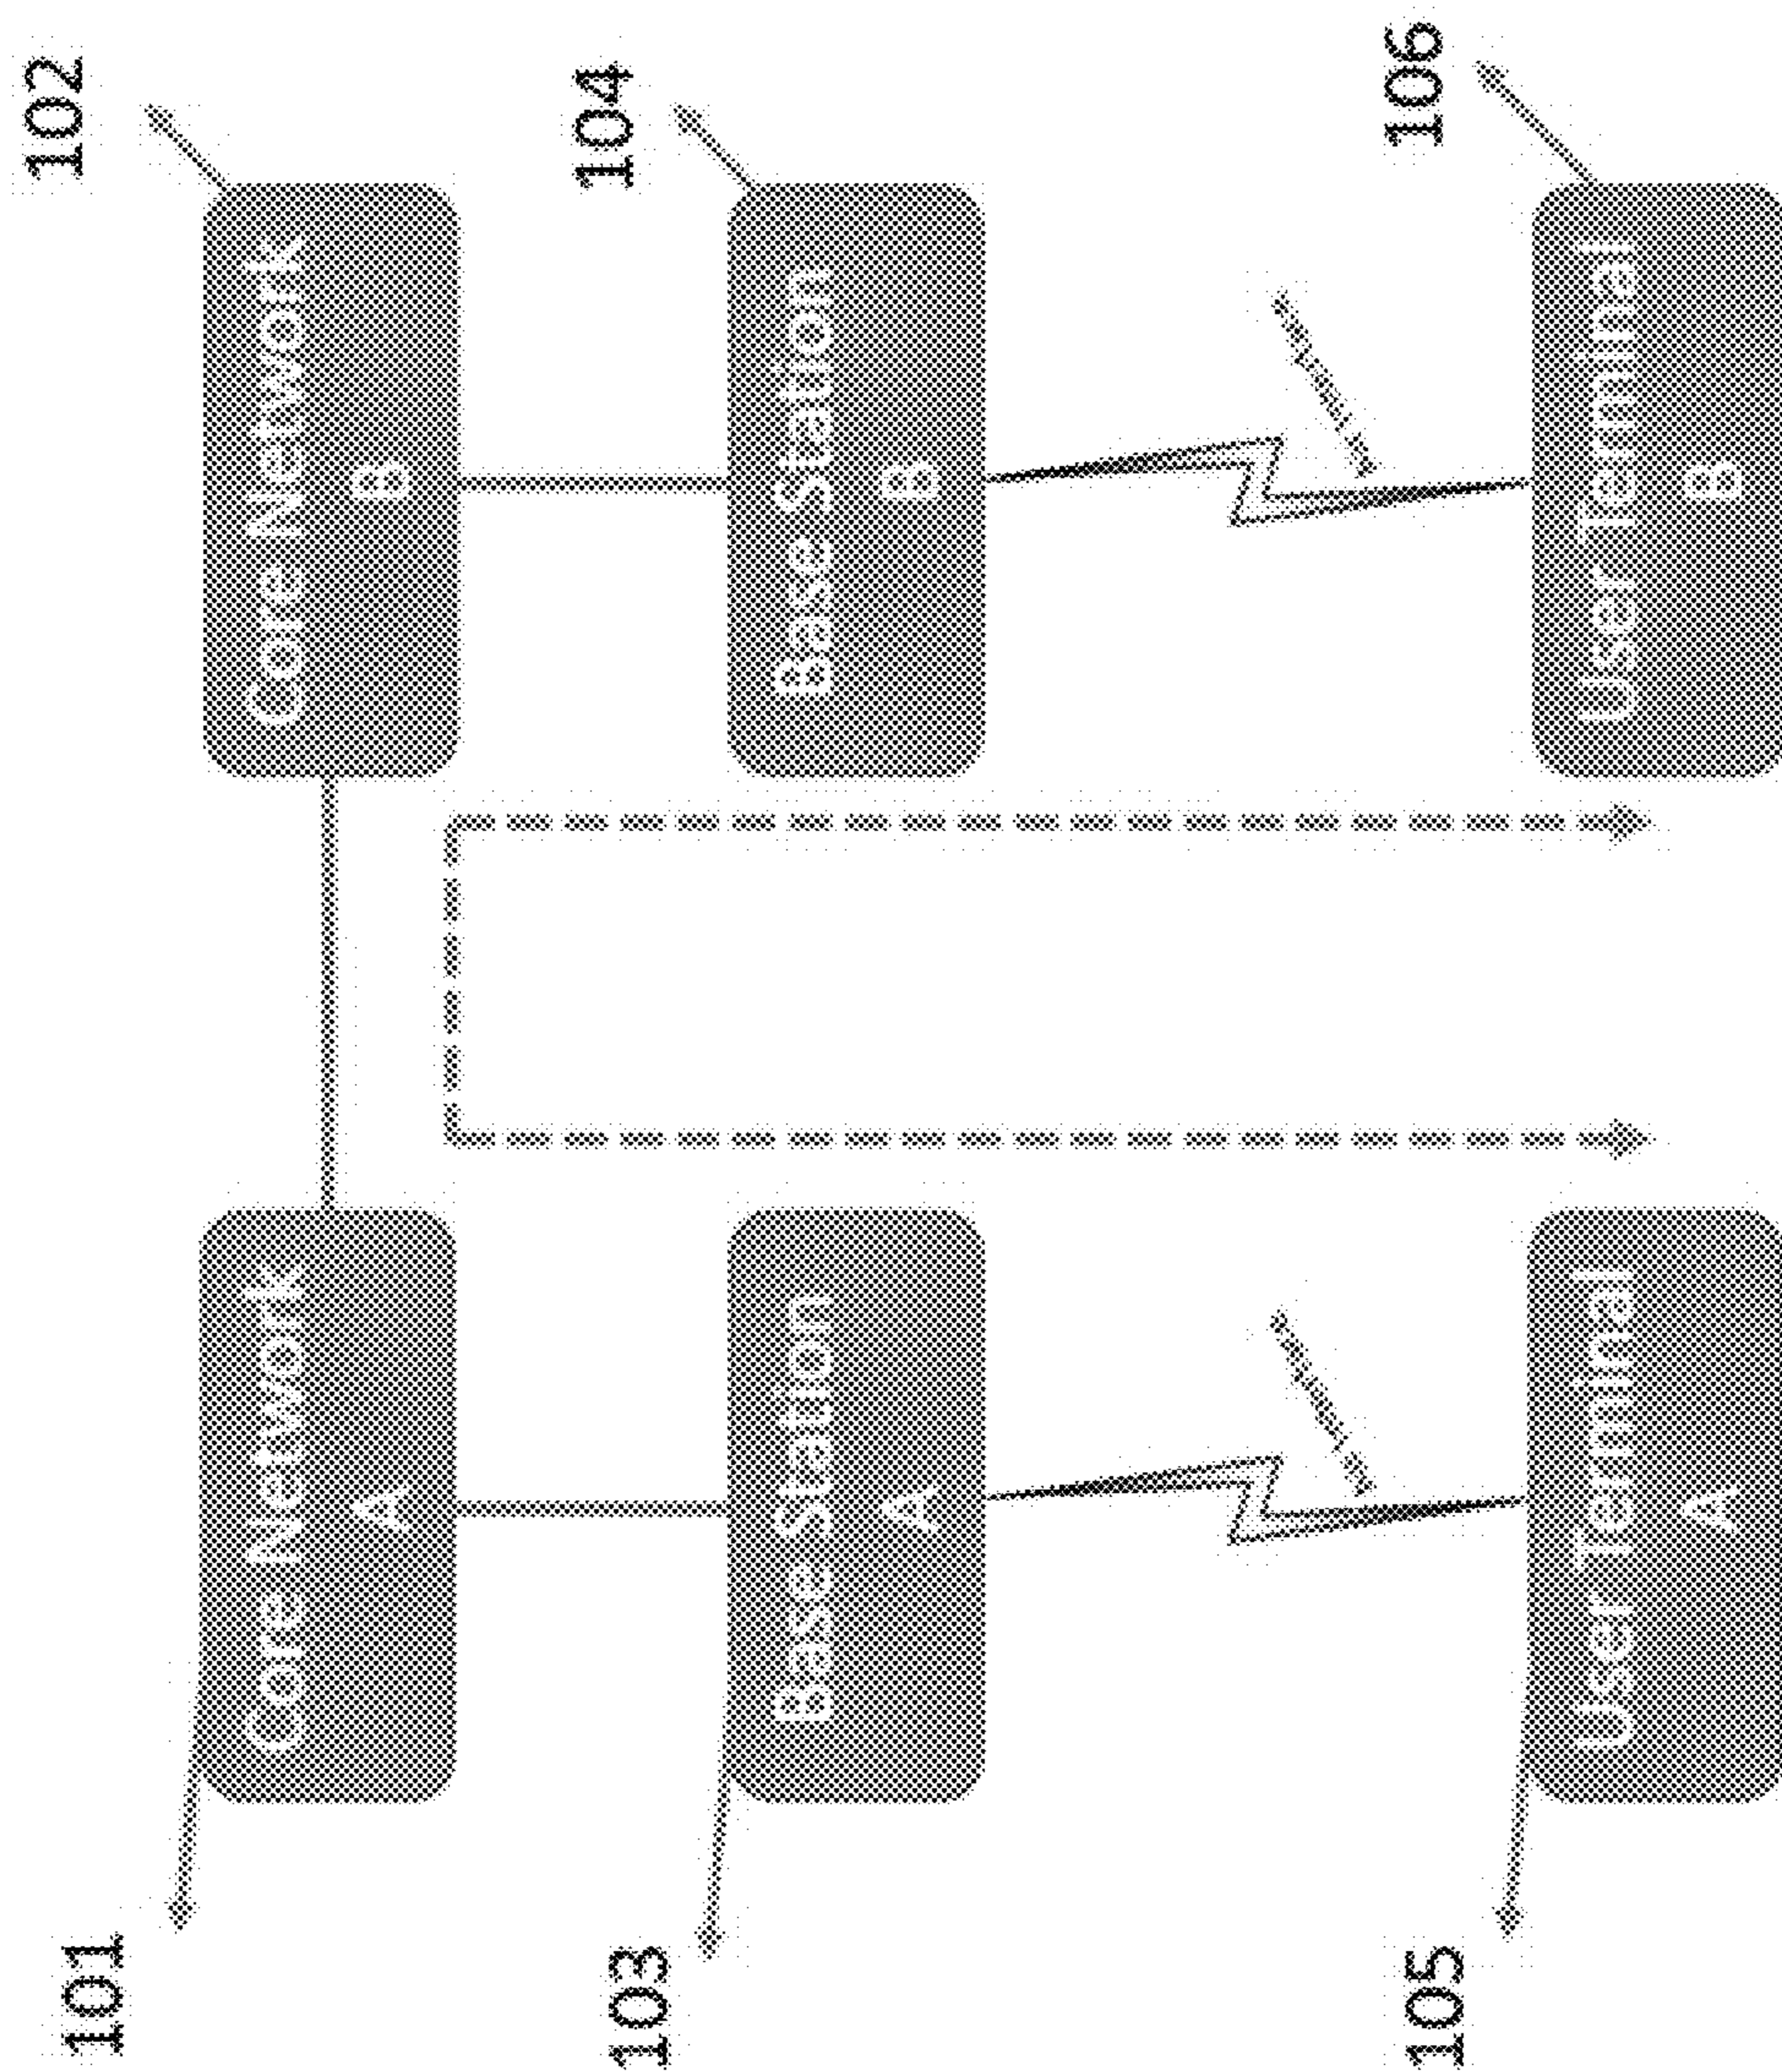 101
102
Core Network
A
Core Network
B
103
104
Base Station
A
Base Station
B
105
106
User Terminal
A
User Terminal
B